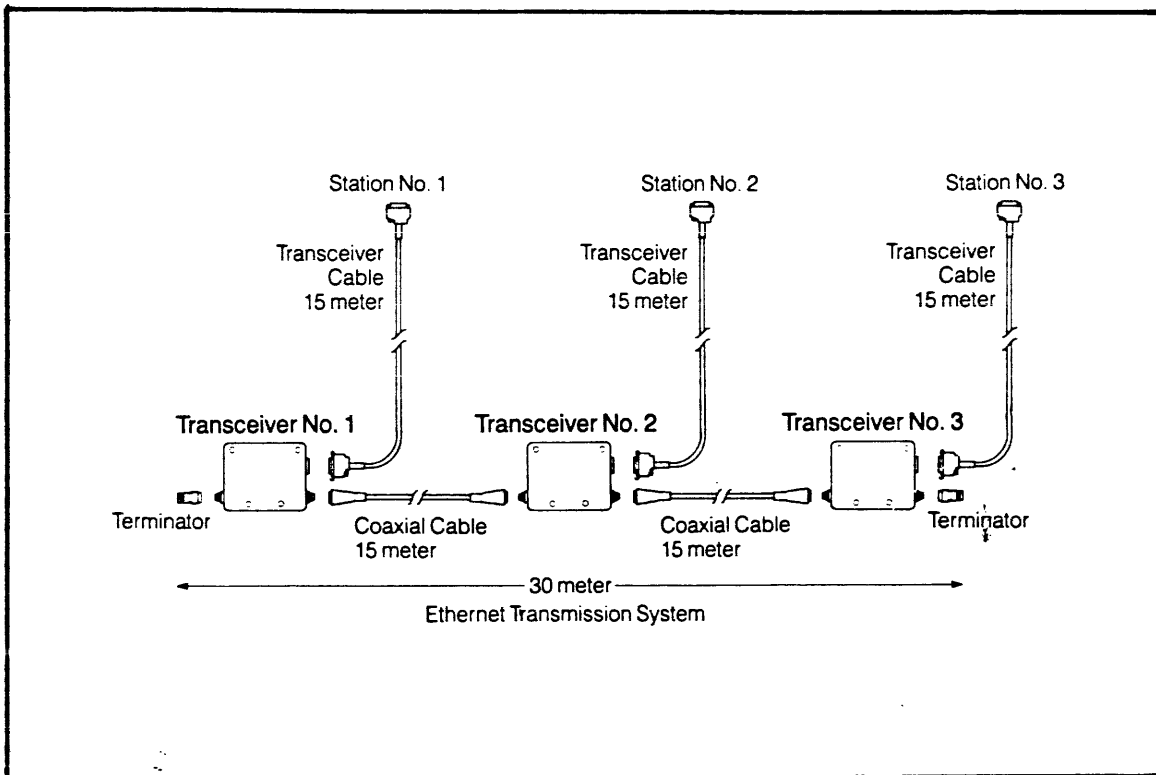 Station No. 1
Station No. 2
Station No. 3
Transceiver
Cable
15 meter
Transceiver
Cable
15 meter
Transceiver
Cable
15 meter
Transceiver No. 1
Transceiver No. 2
Transceiver No. 3
Terminator
Coaxial Cable
15 meter
Coaxial Cable
15 meter
Terminator
30 meter
Ethernet Transmission System